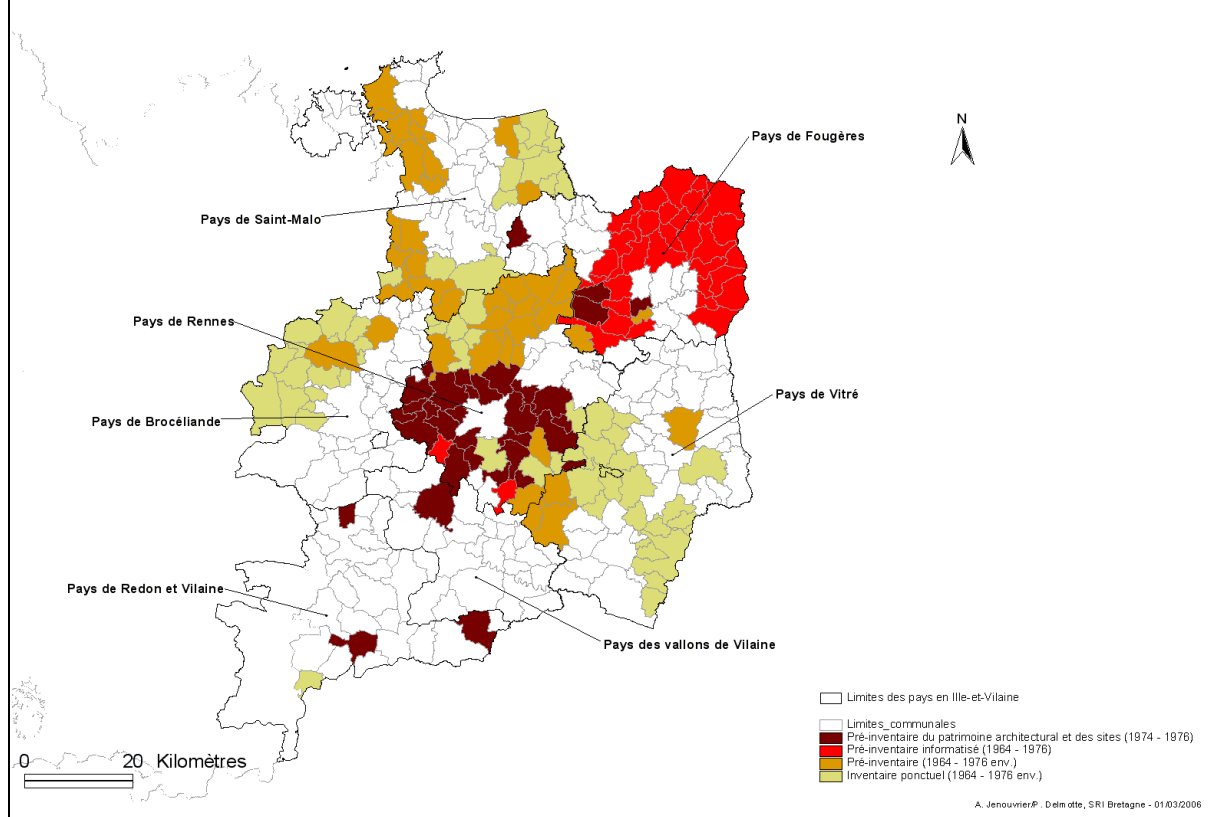 N
Pays de Fougères
Pays de Saint-Malo
Pays de Rennes
Pays de Vitré
Pays de Brocéliande
Pays de Redon et Vilaine
Pays des vallons de Vilaine
Limites des pays en Ille-et-Vilaine
Limites_communales
Pré-inventaire du patrimoine architectural et des sites (1974 - 1976)
Pré-inventaire informatisé (1964 - 1976)
Pré-inventaire (1964 - 1976 env.)
Inventaire ponctuel (1964 - 1976 env.)
0 20 Kilomètres
A. Jenouvrier/P. Delmotte, SRI Bretagne - 01/03/2006